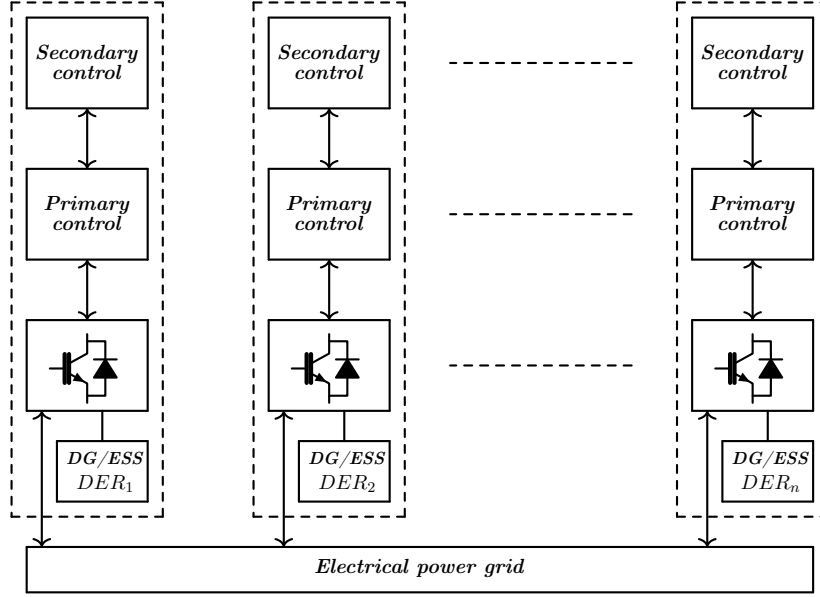 Secondary
control
Secondary
control
Secondary
control
Primary
control
Primary
control
Primary
control
DG/ESS
DER₁
DG/ESS
DER₂
DG/ESS
DERₙ
Electrical power grid